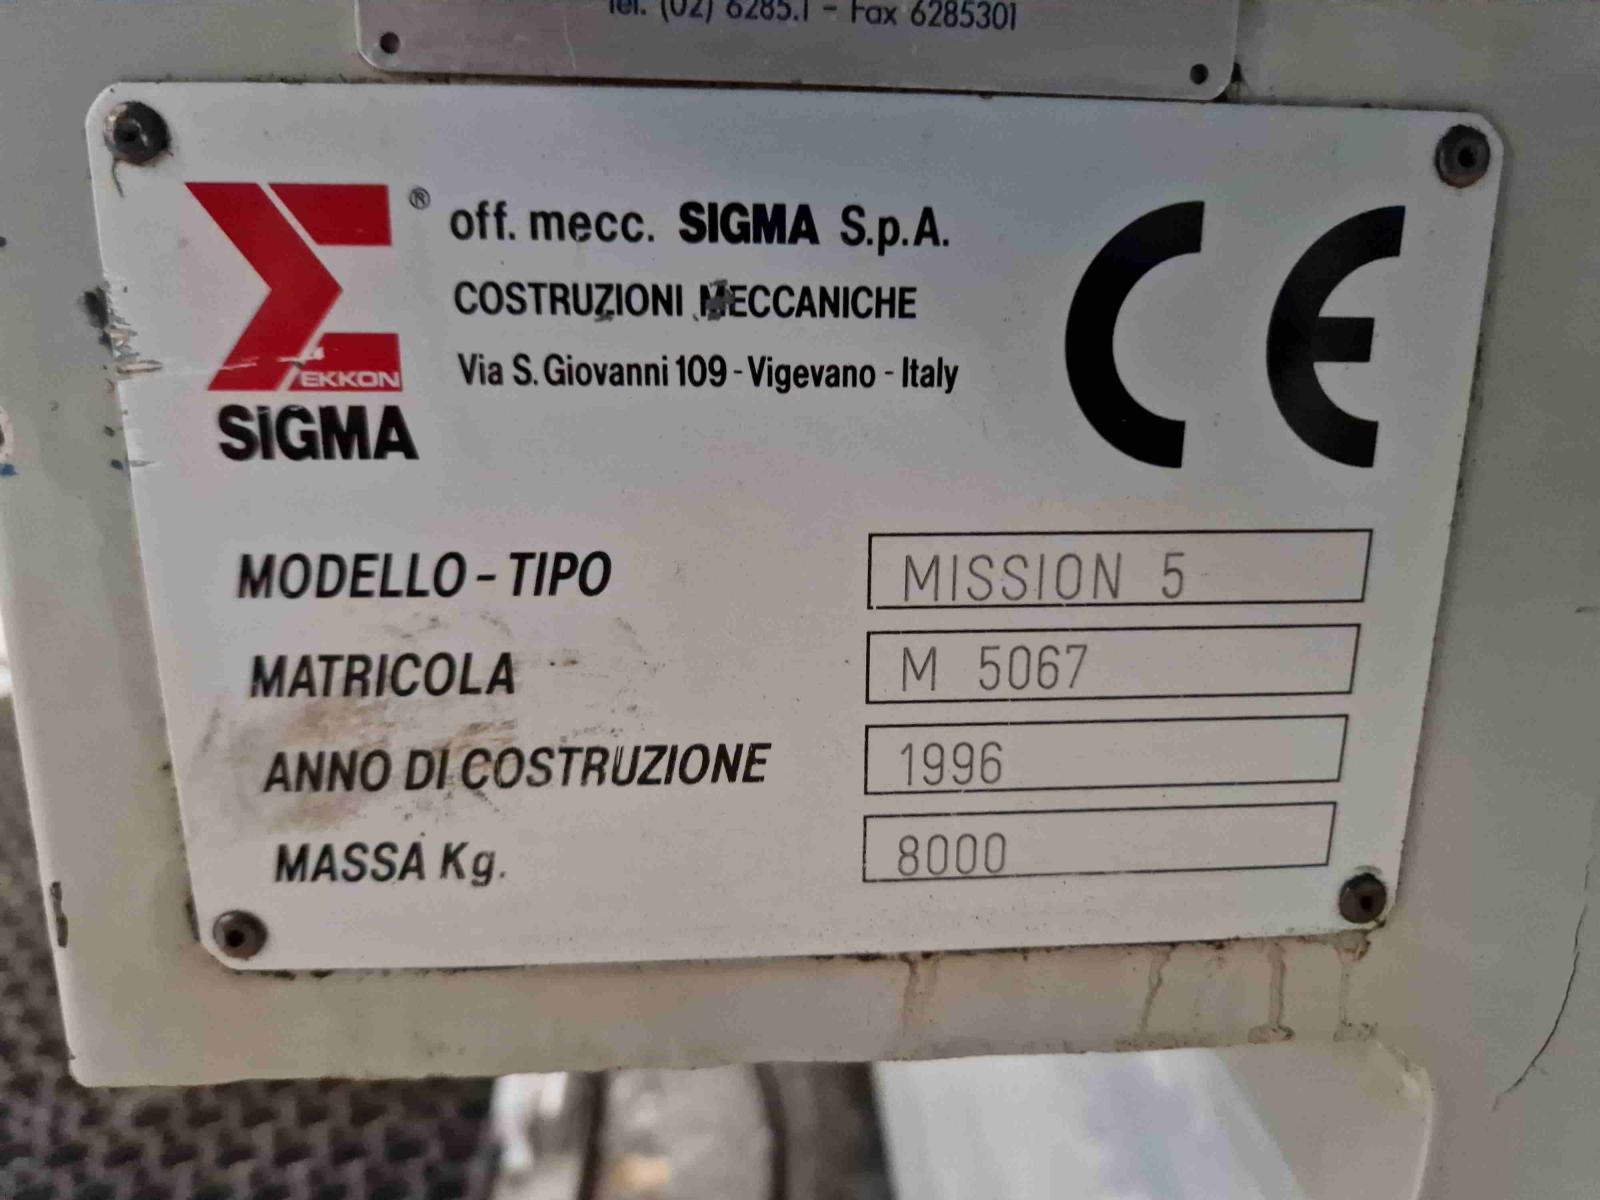 Tel. (02) 6285.1 - Fax 6285301
® off. mecc. SIGMA S.p.A.
COSTRUZIONI MECCANICHE
Via S. Giovanni 109 - Vigevano - Italy
TEKKON
SIGMA
CE
MODELLO - TIPO MISSION 5
MATRICOLA M 5067
ANNO DI COSTRUZIONE 1996
MASSA Kg. 8000